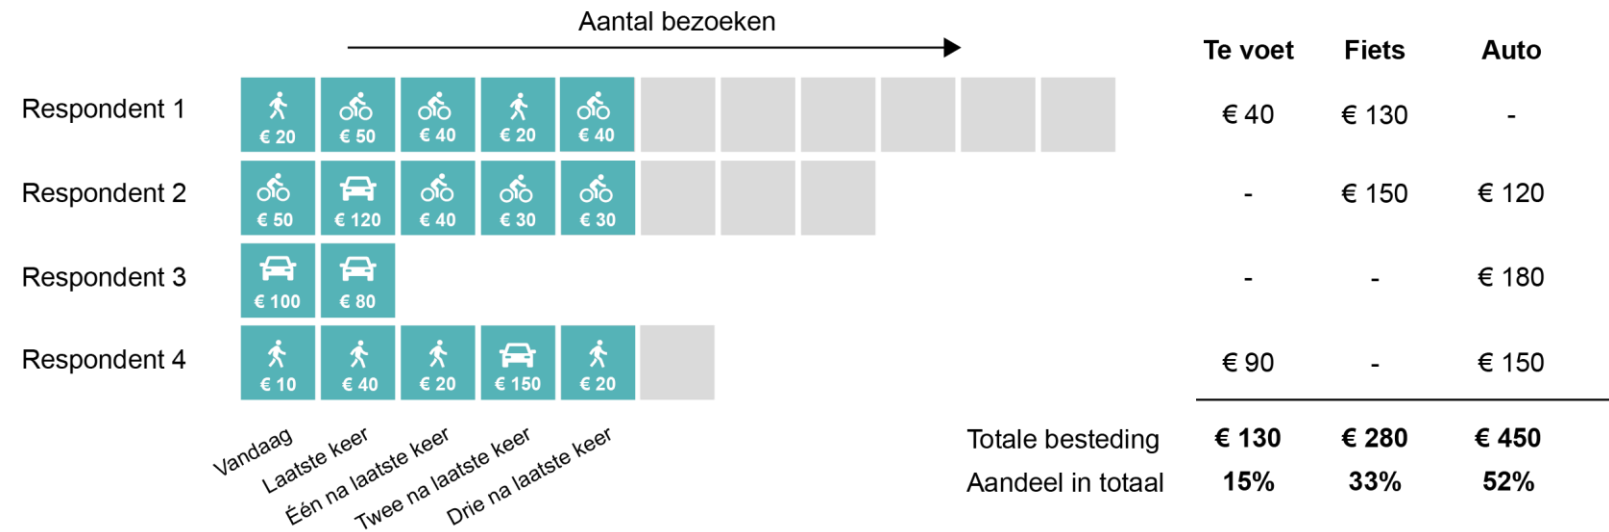 Aantal bezoeken
Te voet Fiets Auto
Respondent 1 € 20 € 50 € 40 € 20 € 40 € 40 € 130 -
Respondent 2 € 50 € 120 € 40 € 30 € 30 - € 150 € 120
Respondent 3 € 100 € 80 - - € 180
Respondent 4 € 10 € 40 € 20 € 150 € 20 € 90 - € 150
Vandaag
Laatste keer
Één na laatste keer
Twee na laatste keer
Drie na laatste keer
Totale besteding € 130 € 280 € 450
Aandeel in totaal 15% 33% 52%